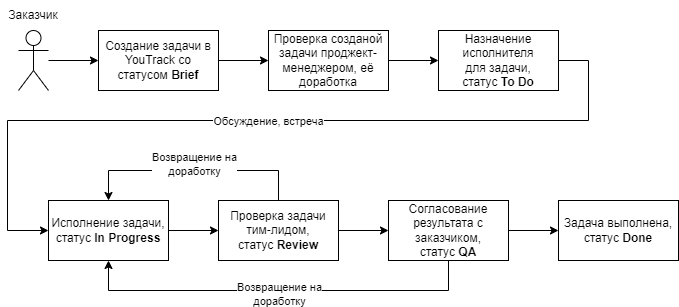 Заказчик
Создание задачи в
YouTrack со
статусом Brief
Проверка созданой
задачи проджект-
менеджером, её
доработка
Назначение
исполнителя
для задачи,
статус To Do
Обсуждение, встреча
Возвращение на
доработку
Исполнение задачи,
статус In Progress
Проверка задачи
тим-лидом,
статус Review
Согласование
результата с
заказчиком,
статус QA
Задача выполнена,
статус Done
Возвращение на
доработку